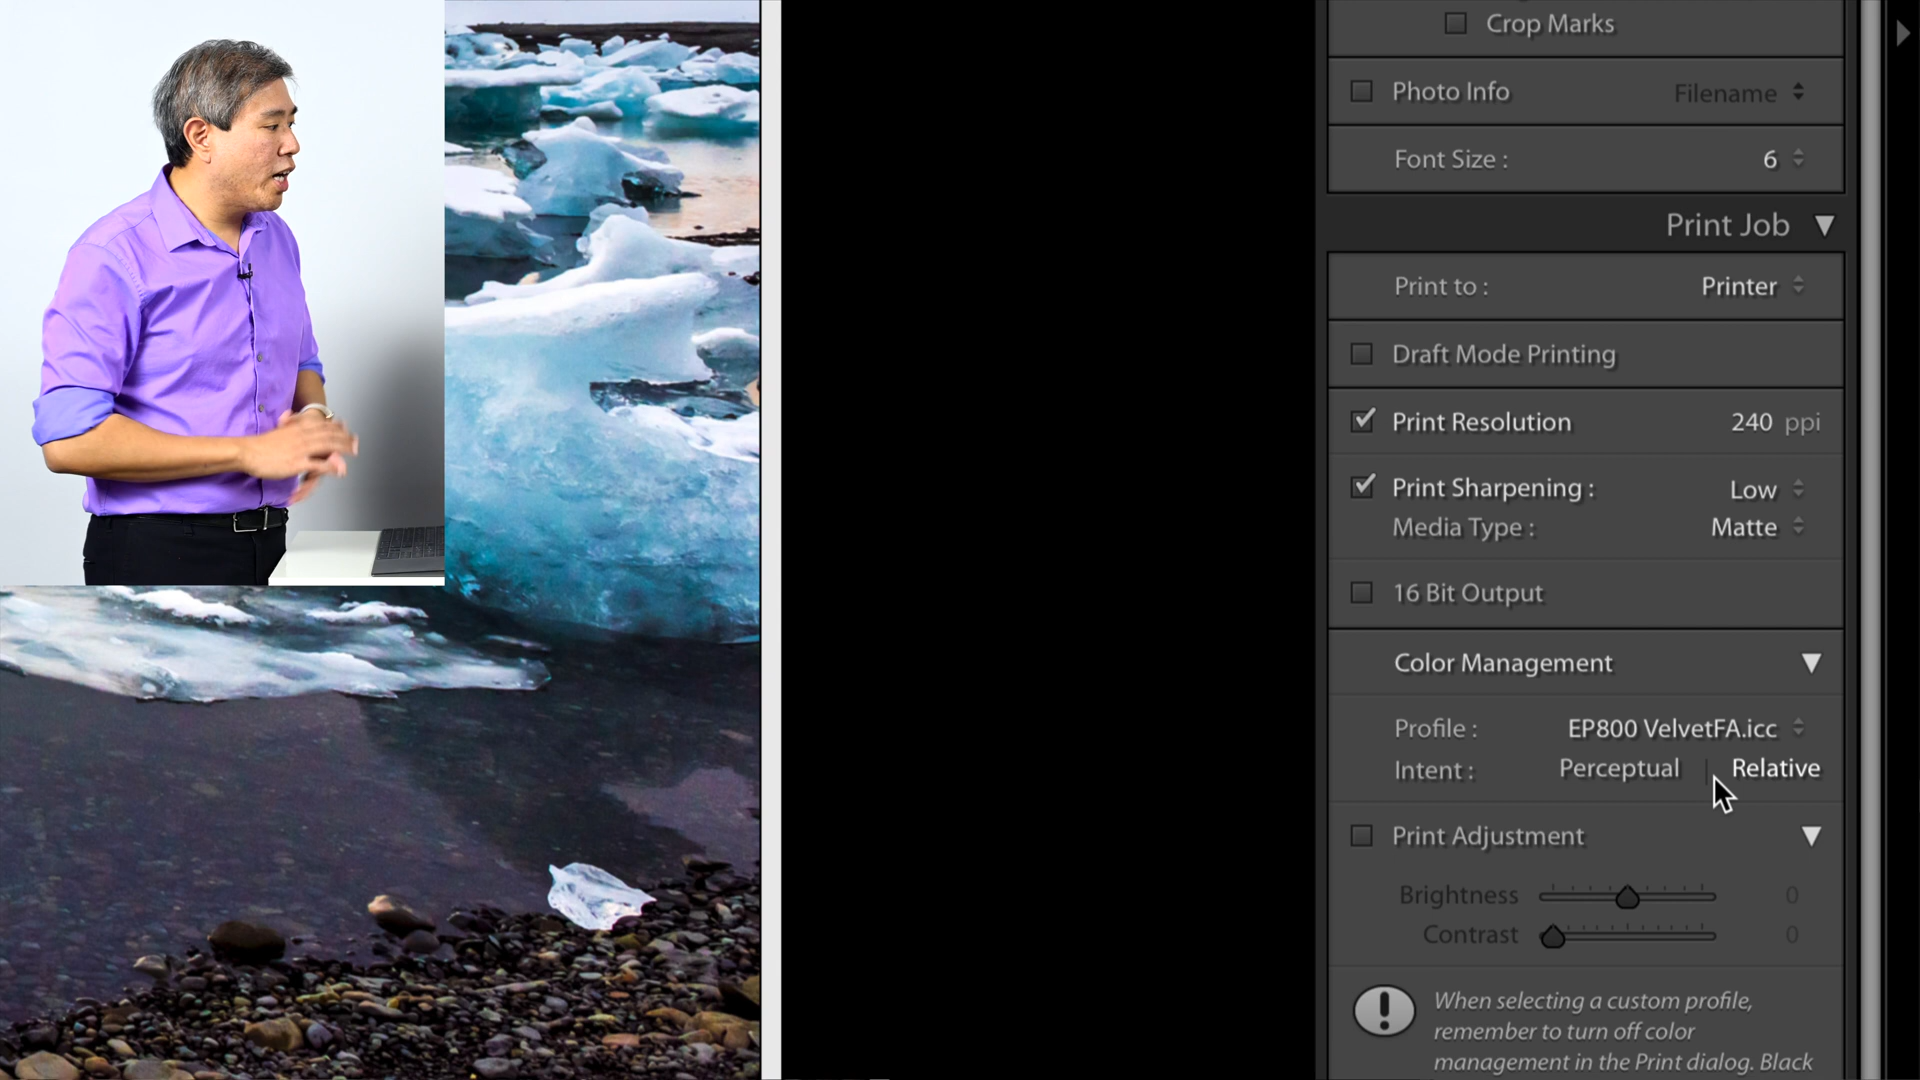 Crop Marks
Photo Info Filename
Font Size : 6
Print Job
Print to : Printer
Draft Mode Printing
Print Resolution 240 ppi
Print Sharpening : Low
Media Type : Matte
16 Bit Output
Color Management
Profile : EP800 VelvetFA.icc
Intent : Perceptual Relative
Print Adjustment
Brightness 0
Contrast 0
When selecting a custom profile,
remember to turn off color
management in the Print dialog. Black